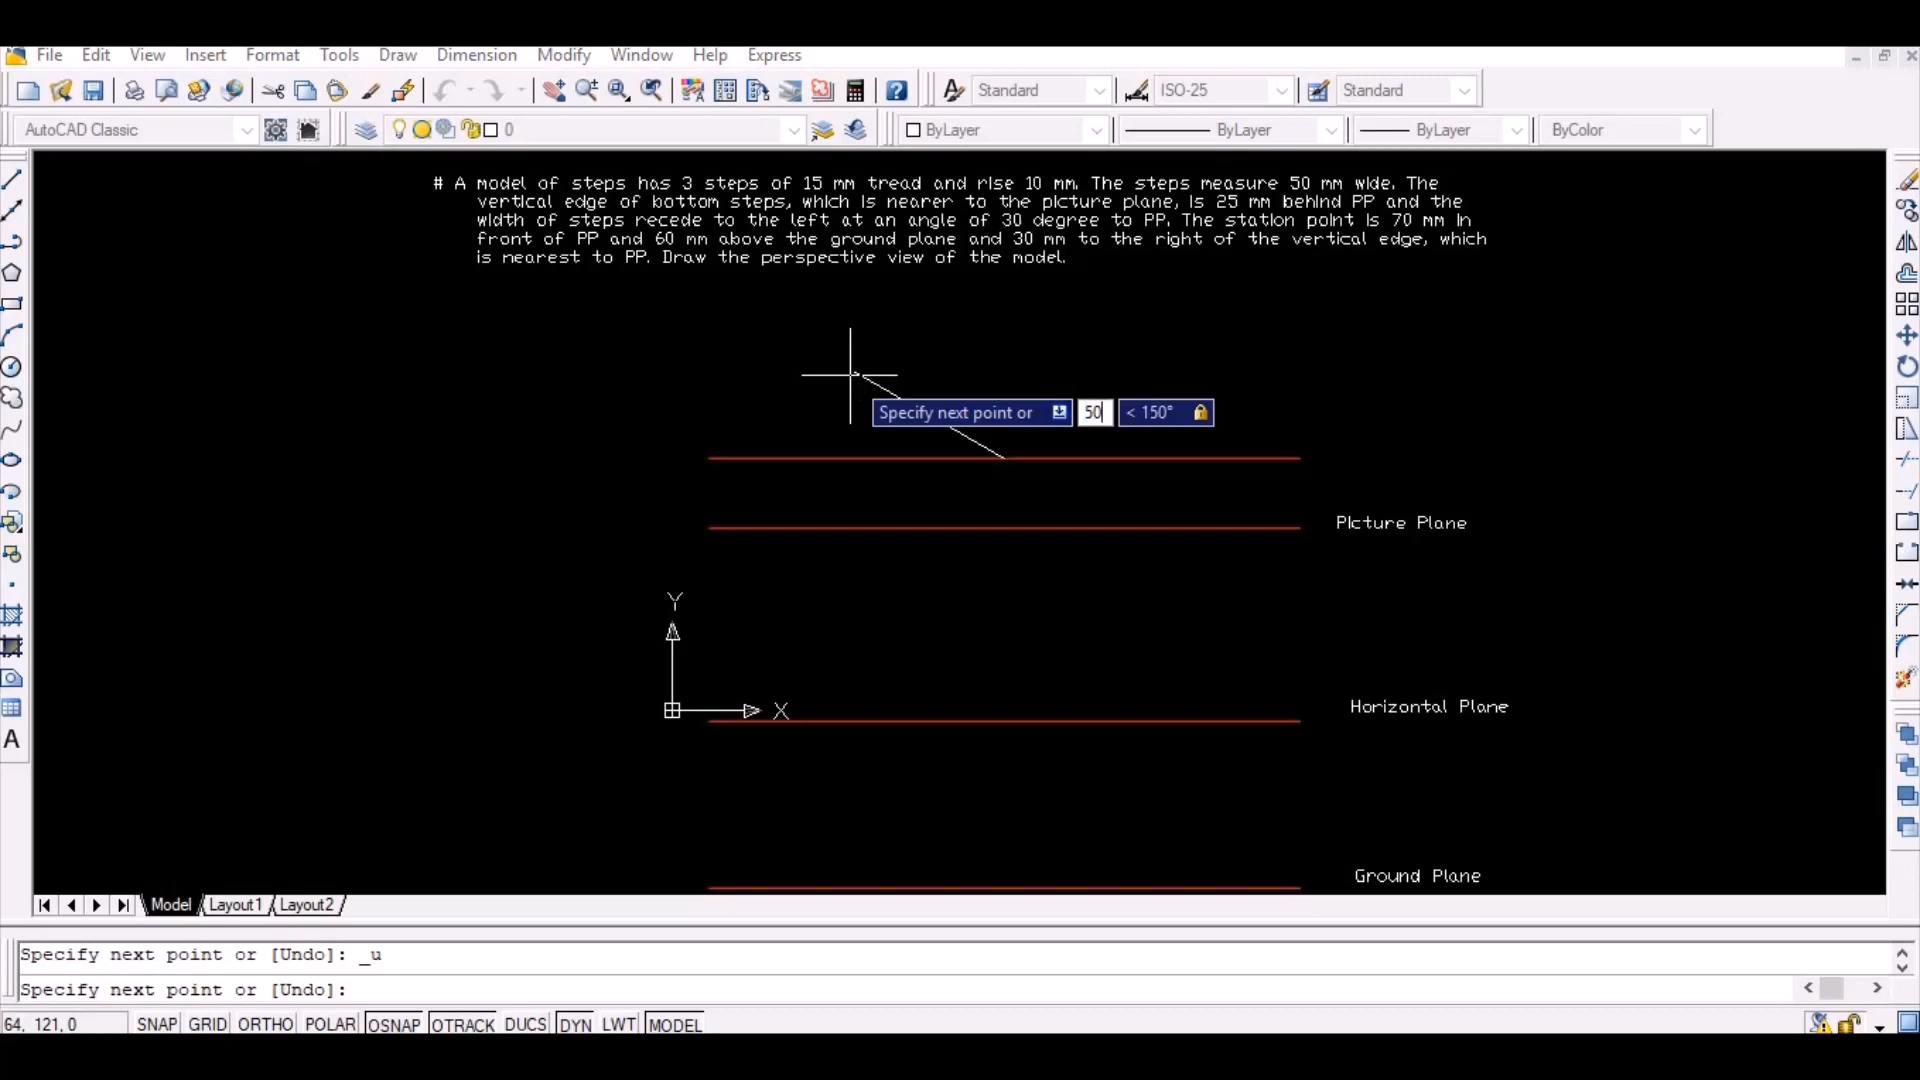 File Edit View Insert Format Tools Draw Dimension Modify Window Help Express
Standard ISO-25 Standard
AutoCAD Classic 0 ByLayer ByLayer ByLayer ByColor
# A model of steps has 3 steps of 15 mm tread and rise 10 mm. The steps measure 50 mm wide. The
vertical edge of bottom steps, which is nearer to the picture plane, is 25 mm behind PP and the
width of steps recede to the left at an angle of 30 degree to PP. The station point is 70 mm in
front of PP and 60 mm above the ground plane and 30 mm to the right of the vertical edge, which
is nearest to PP. Draw the perspective view of the model.
Specify next point or 50 < 150°
Picture Plane
Y
X
Horizontal Plane
A
Ground Plane
Model Layout1 Layout2
Specify next point or [Undo]: _u
Specify next point or [Undo]:
64, 121, 0 SNAP GRID ORTHO POLAR OSNAP OTRACK DUCS DYN LWT MODEL